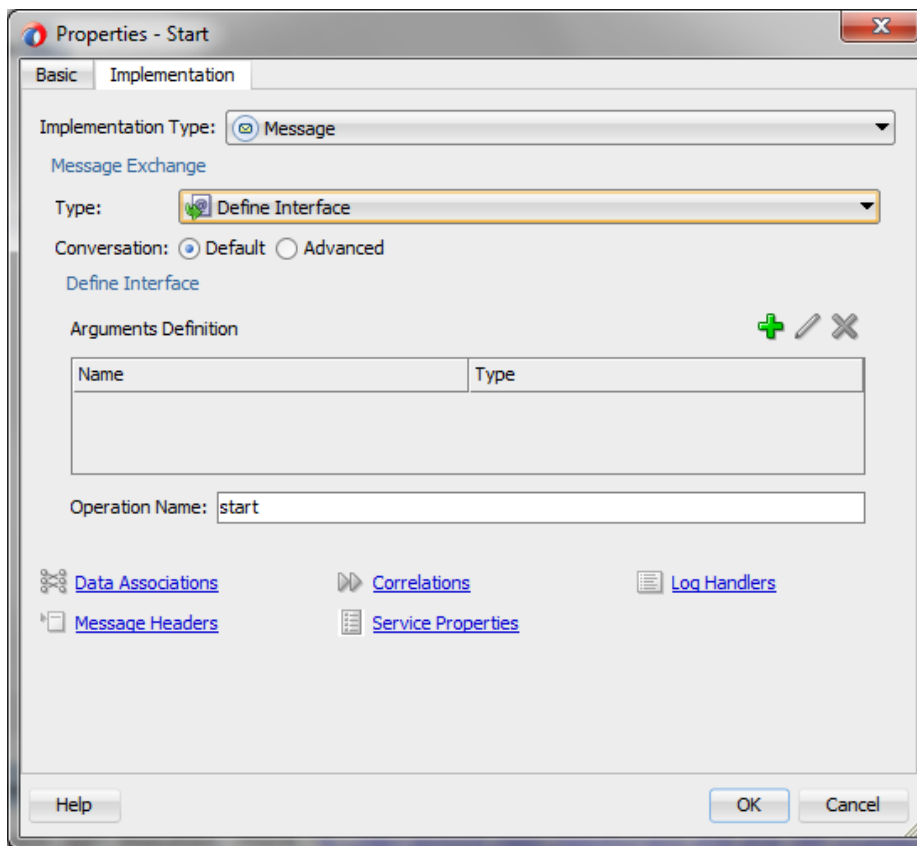 Properties - Start
Basic Implementation
Implementation Type: Message
Message Exchange
Type: Define Interface
Conversation: Default Advanced
Define Interface
Arguments Definition
Name Type
Operation Name: start
Data Associations Correlations Log Handlers
Message Headers Service Properties
Help OK Cancel